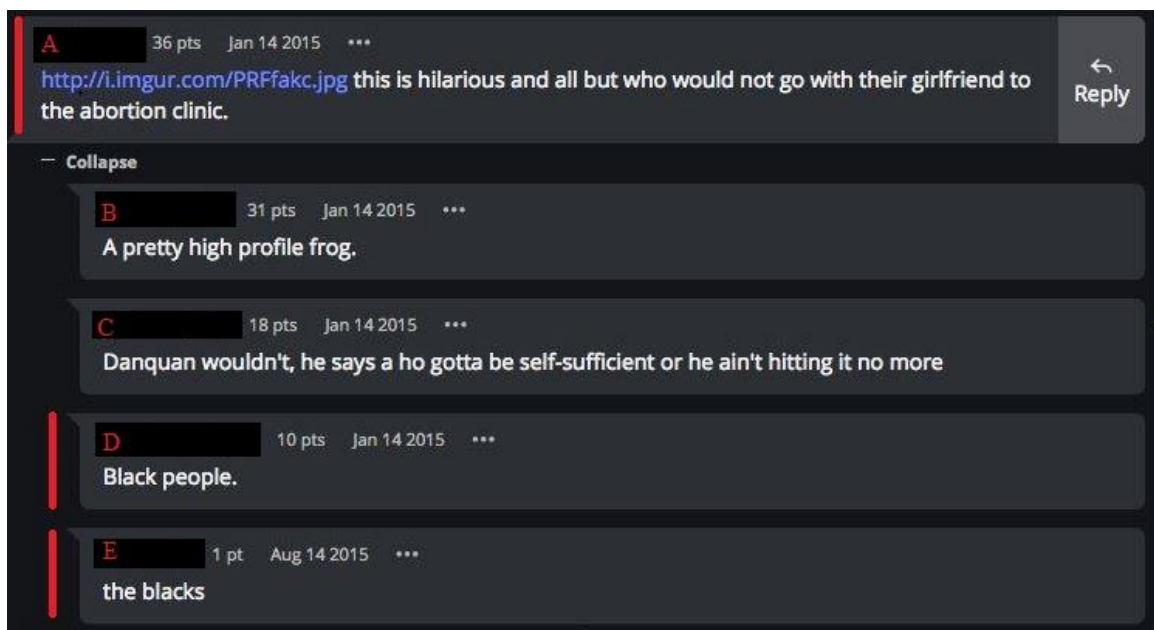 A 36 pts Jan 14 2015 •••
http://i.imgur.com/PRFfakc.jpg this is hilarious and all but who would not go with their girlfriend to
the abortion clinic.
Reply
— Collapse
B 31 pts Jan 14 2015 •••
A pretty high profile frog.
C 18 pts Jan 14 2015 •••
Danquan wouldn't, he says a ho gotta be self-sufficient or he ain't hitting it no more
D 10 pts Jan 14 2015 •••
Black people.
E 1 pt Aug 14 2015 •••
the blacks